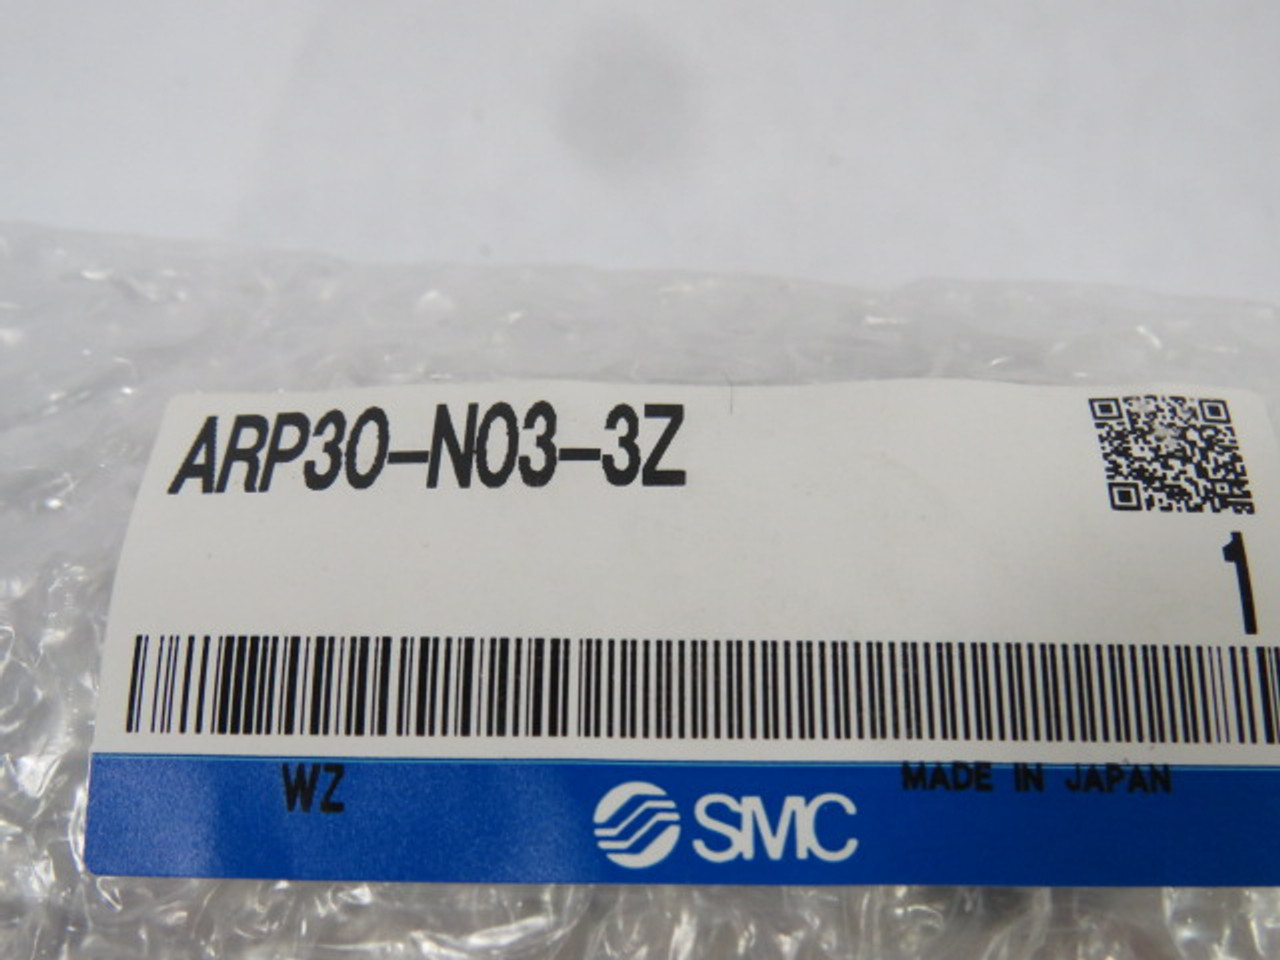 ARP30-N03-3Z
1
WZ
MADE IN JAPAN
SMC